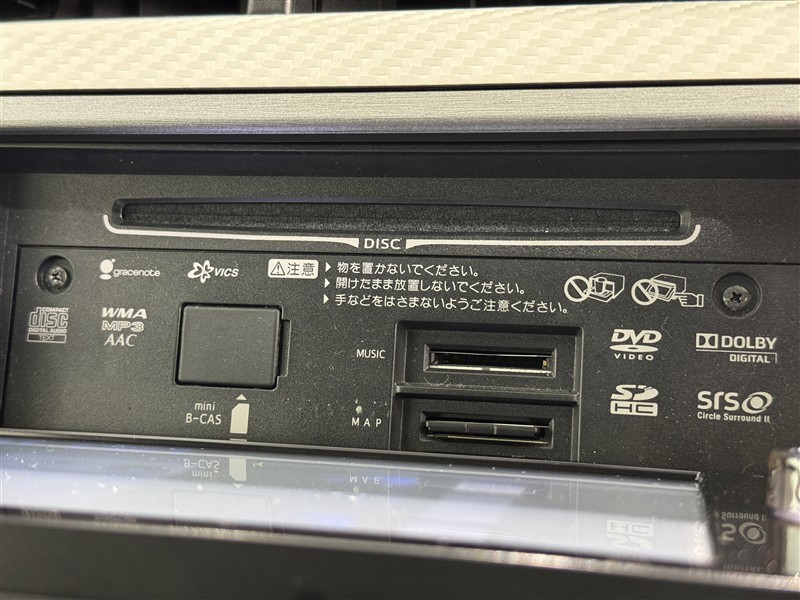 DISC
gracenote
VICS
注意
物を置かないでください。
開けたまま放置しないでください。
手などをはさまないようご注意ください。
COMPACT
disc
DIGITAL AUDIO
TEXT
WMA
MP3
AAC
mini
B-CAS
MUSIC
MAP
DVD
VIDEO
DOLBY
DIGITAL
SD
HC
SRS
Circle Surround II